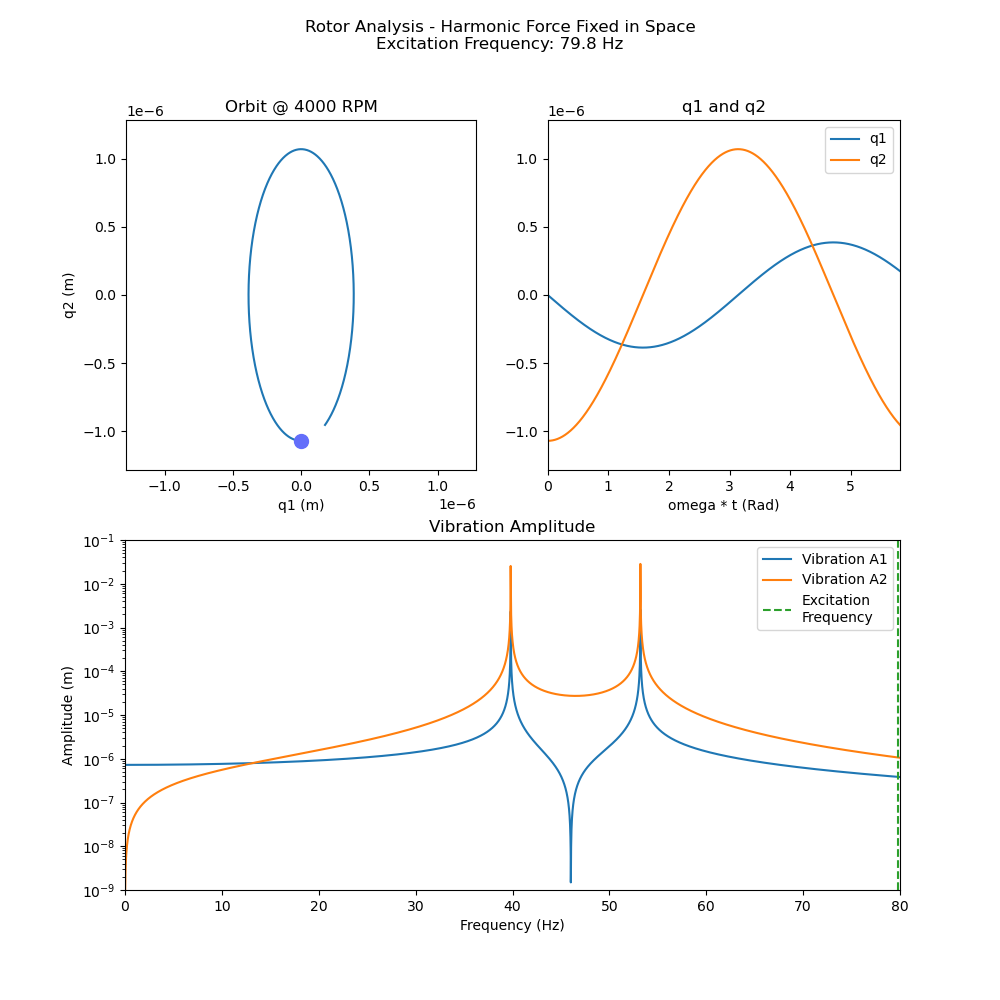 Rotor Analysis - Harmonic Force Fixed in Space
Excitation Frequency: 79.8 Hz
Orbit @ 4000 RPM
1e−6
1.0
0.5
0.0
−0.5
−1.0
q2 (m)
−1.0 −0.5 0.0 0.5 1.0
1e−6
q1 (m)
q1 and q2
1e−6
1.0
0.5
0.0
−0.5
−1.0
q1
q2
0 1 2 3 4 5
omega * t (Rad)
Vibration Amplitude
10⁻¹
10⁻²
10⁻³
10⁻⁴
10⁻⁵
10⁻⁶
10⁻⁷
10⁻⁸
10⁻⁹
Amplitude (m)
Vibration A1
Vibration A2
Excitation
Frequency
0 10 20 30 40 50 60 70 80
Frequency (Hz)